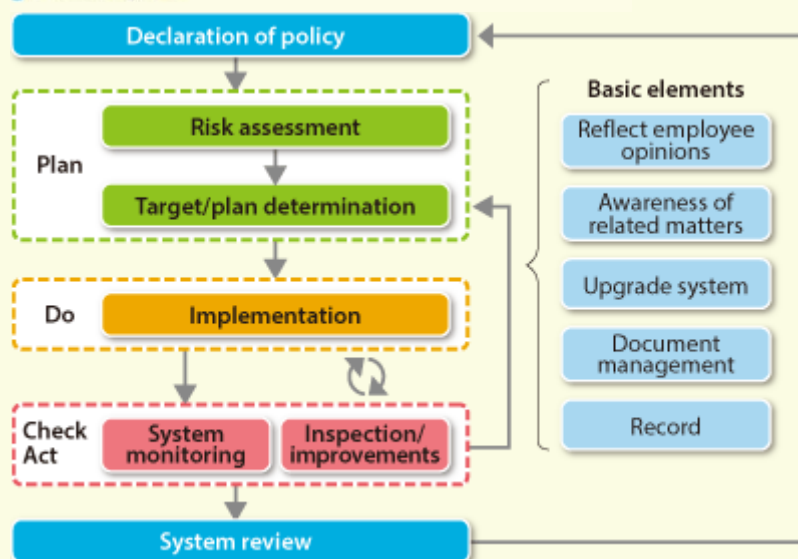 Declaration of policy
Plan
Risk assessment
Target/plan determination
Do
Implementation
Check
Act
System
monitoring
Inspection/
improvements
System review
Basic elements
Reflect employee
opinions
Awareness of
related matters
Upgrade system
Document
management
Record